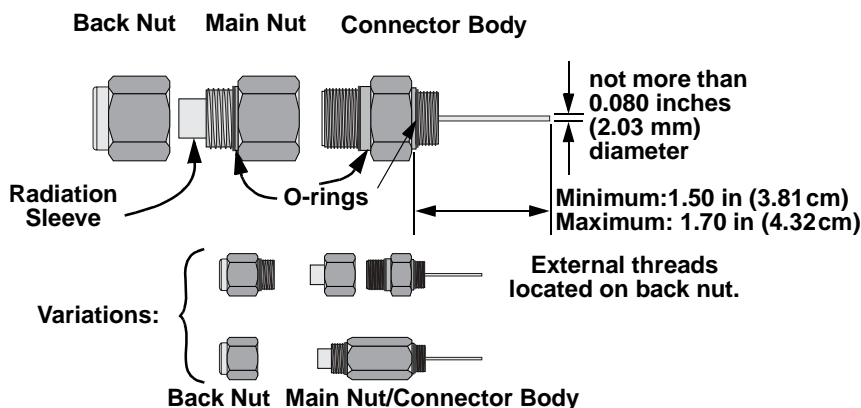 Back Nut Main Nut Connector Body
not more than
0.080 inches
(2.03 mm)
diameter
Radiation
Sleeve
O-rings
Minimum:1.50 in (3.81cm)
Maximum: 1.70 in (4.32cm)
External threads
located on back nut.
Variations:
Back Nut Main Nut/Connector Body